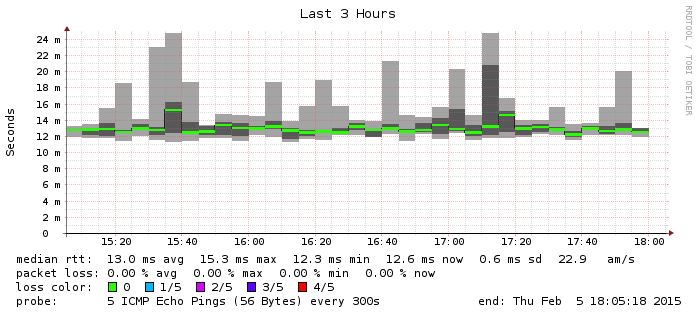 Last 3 Hours
RRDTOOL / TOBI OETIKER
Seconds
24 m
22 m
20 m
18 m
16 m
14 m
12 m
10 m
8 m
6 m
4 m
2 m
0
15:20 15:40 16:00 16:20 16:40 17:00 17:20 17:40 18:00
median rtt: 13.0 ms avg 15.3 ms max 12.3 ms min 12.6 ms now 0.6 ms sd 22.9 am/s
packet loss: 0.00 % avg 0.00 % max 0.00 % min 0.00 % now
loss color: 0 1/5 2/5 3/5 4/5
probe: 5 ICMP Echo Pings (56 Bytes) every 300s end: Thu Feb 5 18:05:18 2015